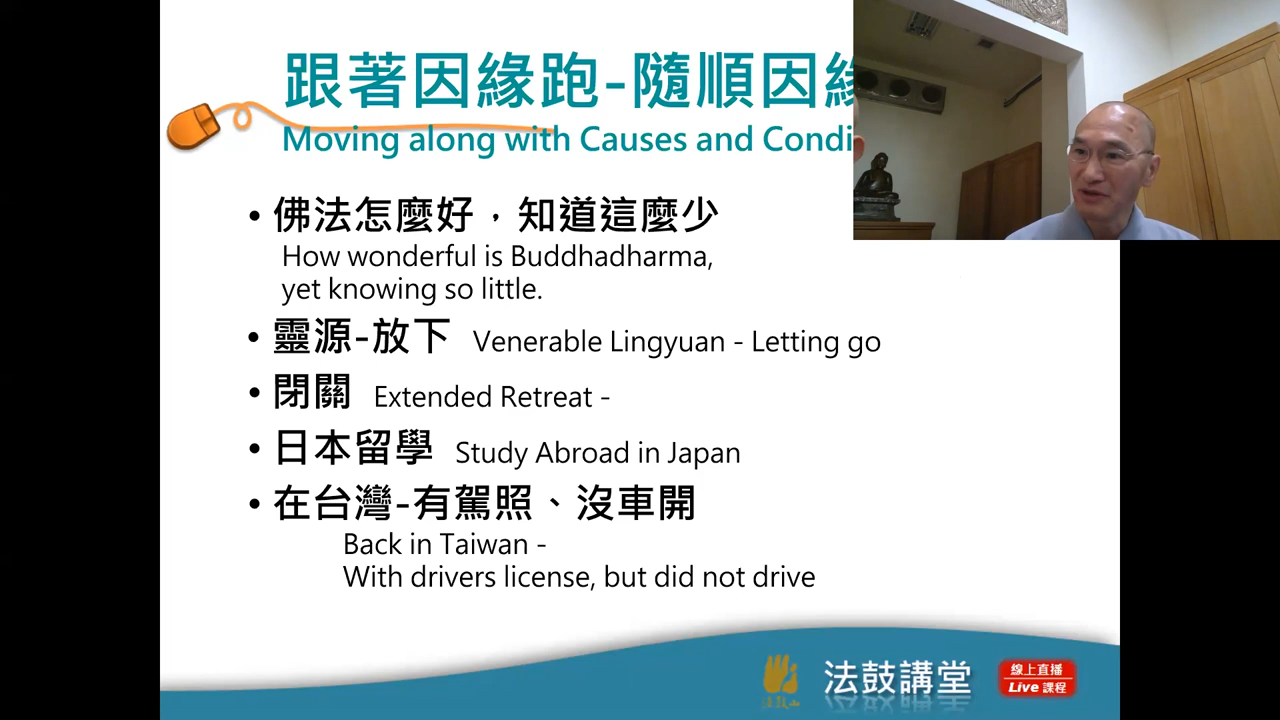 跟著因緣跑-隨順因緣
Moving along with Causes and Condi
• 佛法怎麼好，知道這麼少
How wonderful is Buddhadharma,
yet knowing so little.
• 靈源-放下 Venerable Lingyuan - Letting go
• 閉關 Extended Retreat -
• 日本留學 Study Abroad in Japan
• 在台灣-有駕照、沒車開
Back in Taiwan -
With drivers license, but did not drive
法鼓山
法鼓講堂
線上直播
Live 課程